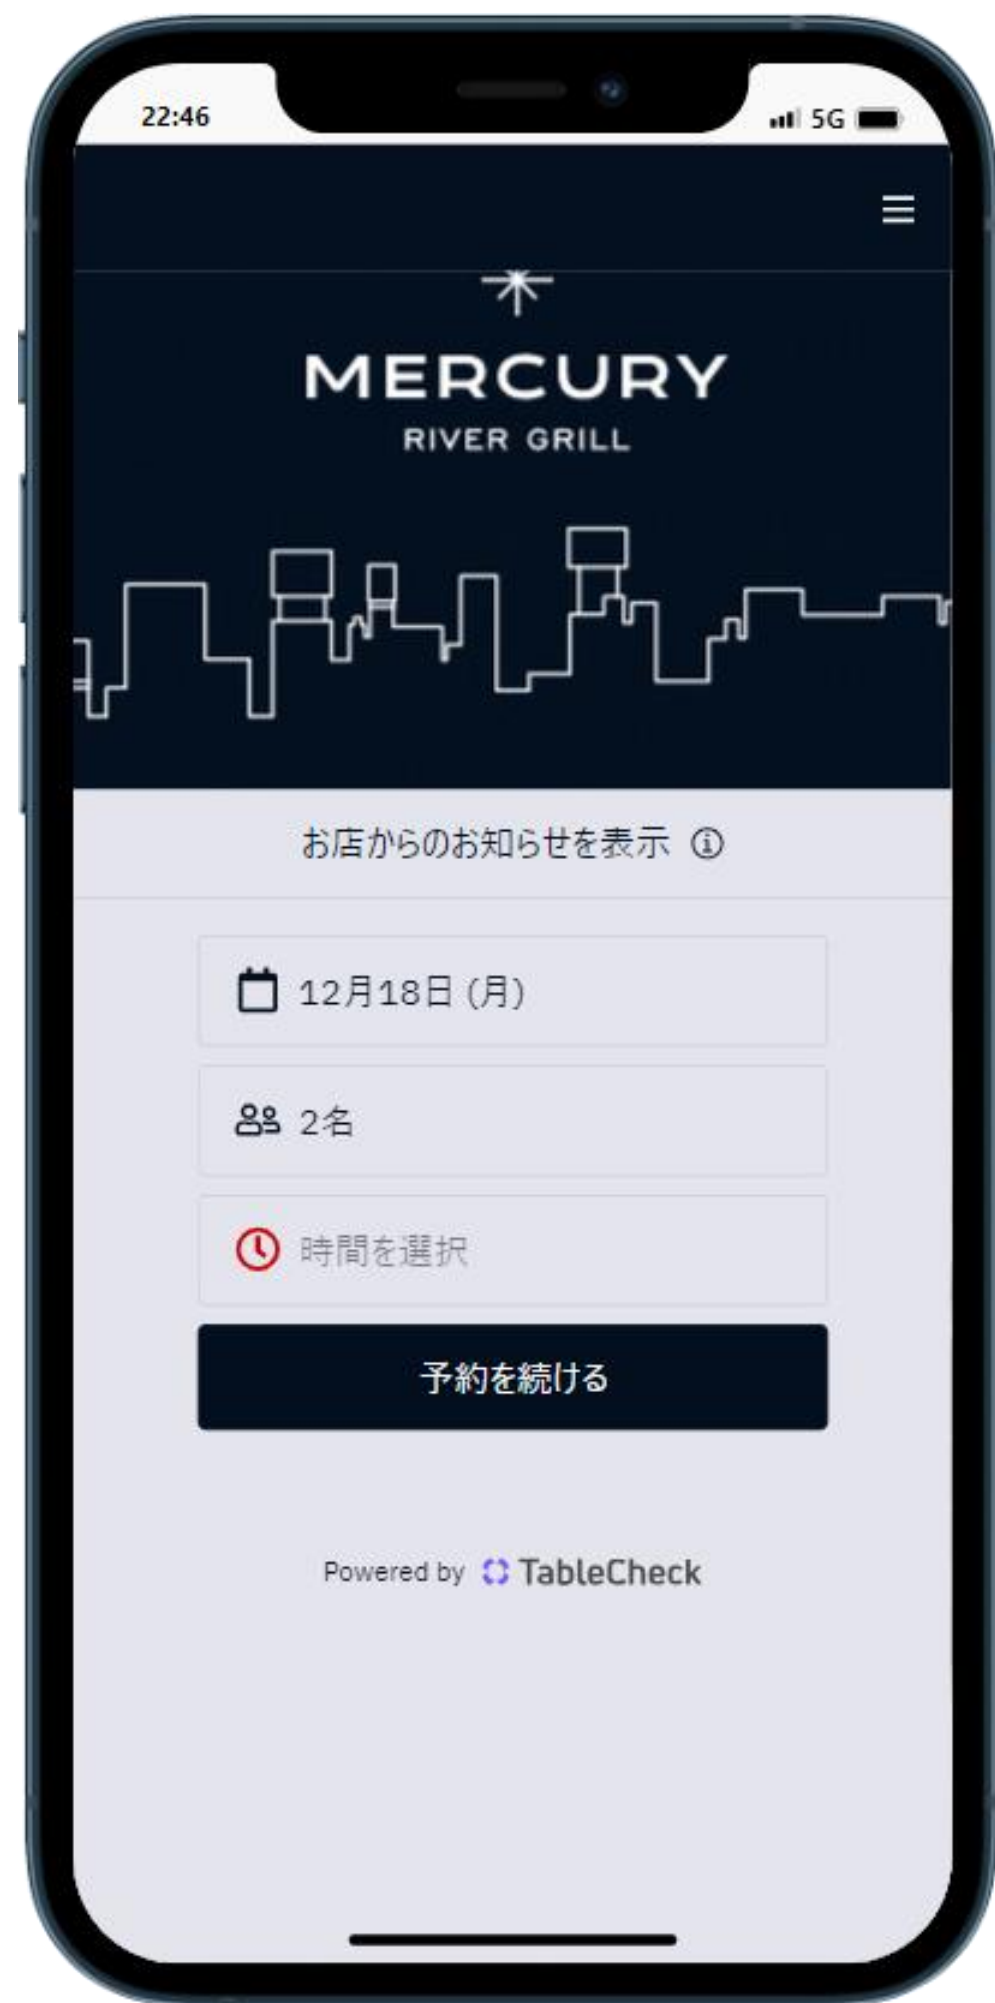 22:46
5G
MERCURY
RIVER GRILL
お店からのお知らせを表示
12月18日 (月)
2名
時間を選択
予約を続ける
Powered by TableCheck